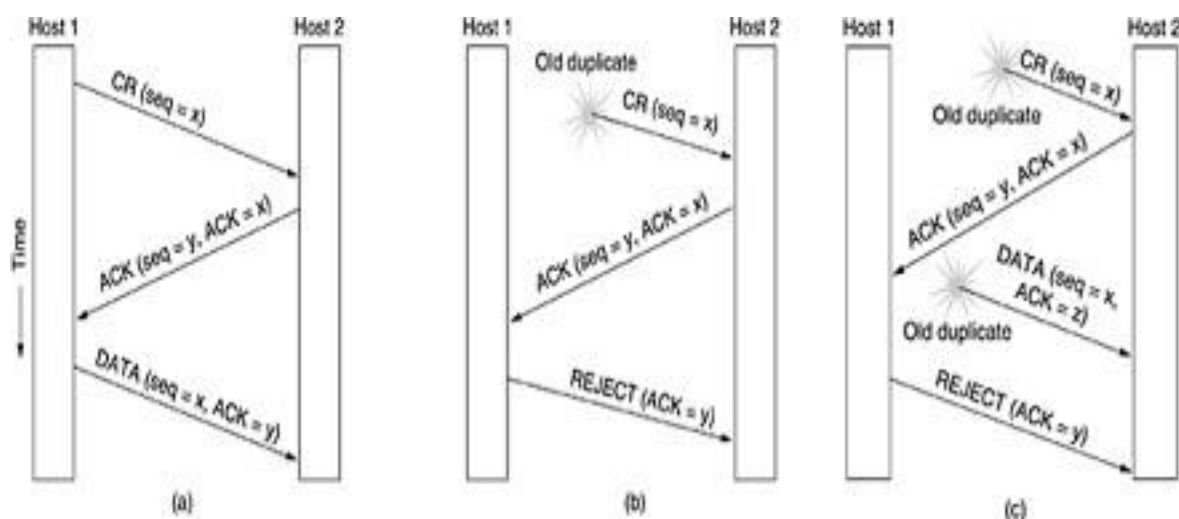 Host 1
Host 2
CR (seq = x)
ACK (seq = y, ACK = x)
DATA (seq = x, ACK = y)
Time
(a)
Host 1
Host 2
Old duplicate
CR (seq = x)
ACK (seq = y, ACK = x)
REJECT (ACK = y)
(b)
Host 1
Host 2
CR (seq = x)
Old duplicate
ACK (seq = y, ACK = x)
DATA (seq = x,
ACK = z)
Old duplicate
REJECT (ACK = y)
(c)